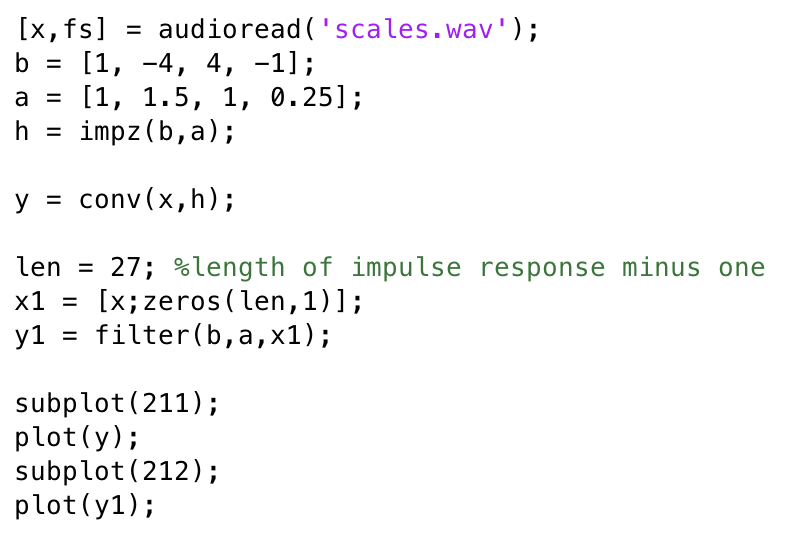 [x,fs] = audioread('scales.wav');
b = [1, -4, 4, -1];
a = [1, 1.5, 1, 0.25];
h = impz(b,a);
y = conv(x,h);
len = 27; %length of impulse response minus one
x1 = [x;zeros(len,1)];
y1 = filter(b,a,x1);
subplot(211);
plot(y);
subplot(212);
plot(y1);